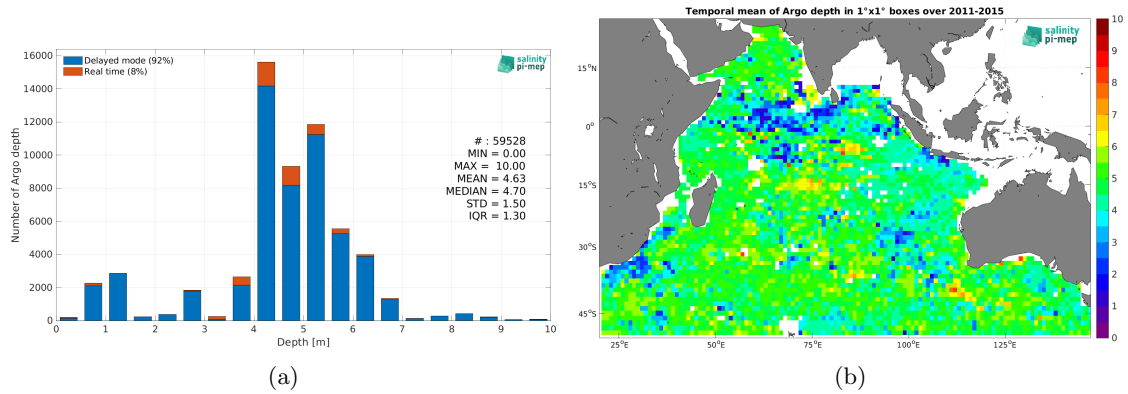 Temporal mean of Argo depth in 1°x1° boxes over 2011-2015
Delayed mode (92%)
Real time (8%)
salinity
pi-mep
# : 59528
MIN = 0.00
MAX = 10.00
MEAN = 4.63
MEDIAN = 4.70
STD = 1.50
IQR = 1.30
Number of Argo depth
16000
14000
12000
10000
8000
6000
4000
2000
0
0 1 2 3 4 5 6 7 8 9 10
Depth [m]
(a)
salinity
pi-mep
15°N
0°
15°S
30°S
45°S
25°E 50°E 75°E 100°E 125°E
10
9
8
7
6
5
4
3
2
1
0
(b)